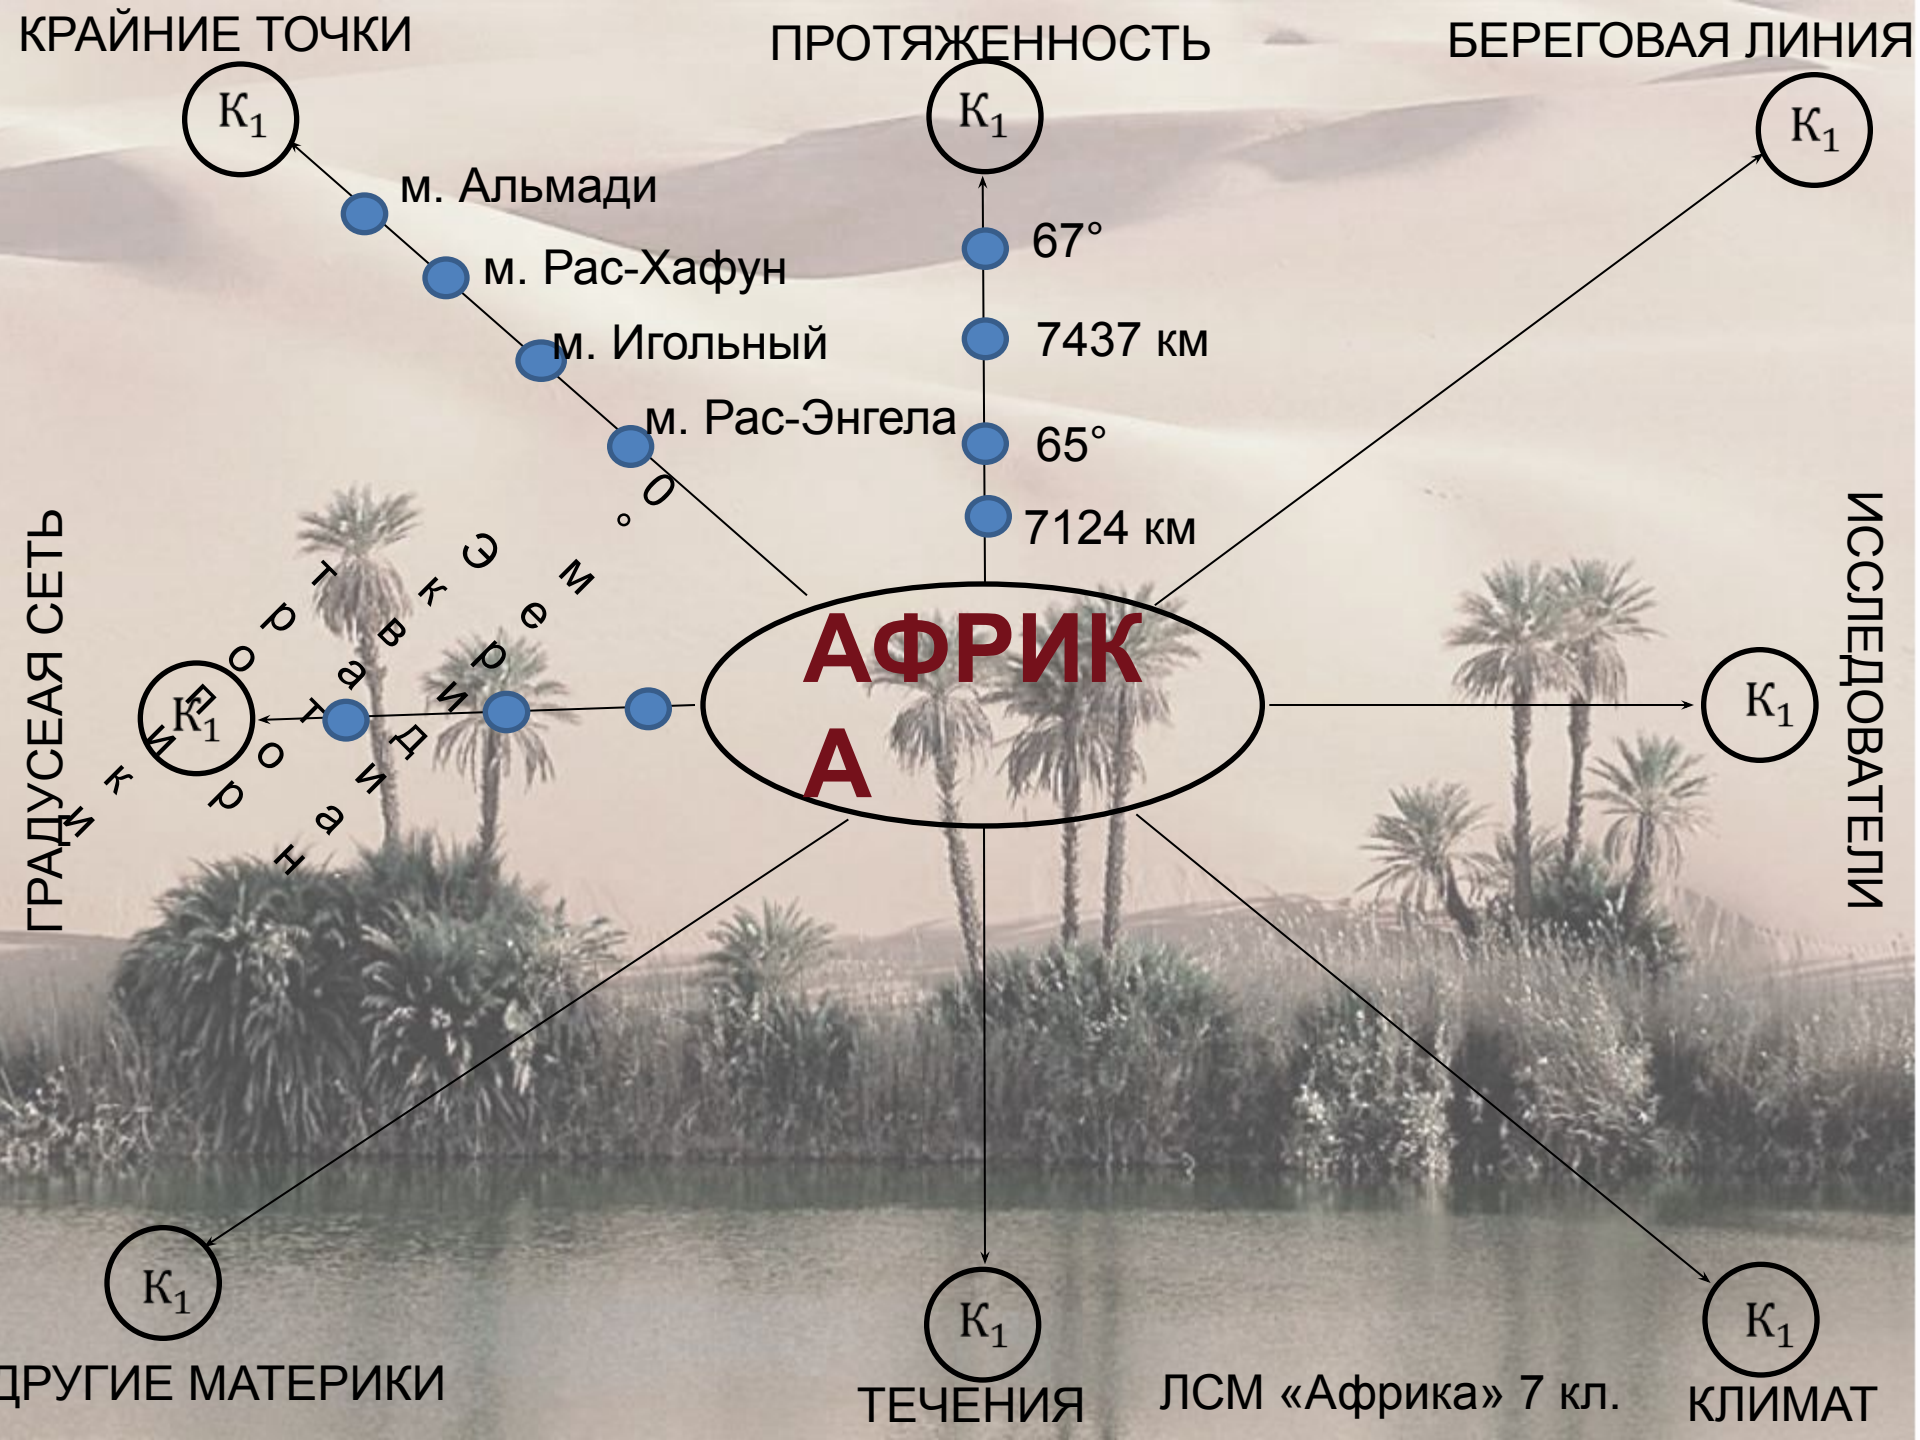 КРАЙНИЕ ТОЧКИ
ПРОТЯЖЕННОСТЬ
БЕРЕГОВАЯ ЛИНИЯ
К1
К1
К1
м. Альмади
м. Рас-Хафун
м. Игольный
м. Рас-Энгела
67°
7437 км
65°
7124 км
ГРАДУСЕАЯ СЕТЬ
К1
тропики
Экватор
0° меридиан
АФРИК
А
К1
ИССЛЕДОВАТЕЛИ
К1
К1
К1
ДРУГИЕ МАТЕРИКИ
ТЕЧЕНИЯ
ЛСМ «Африка» 7 кл.
КЛИМАТ